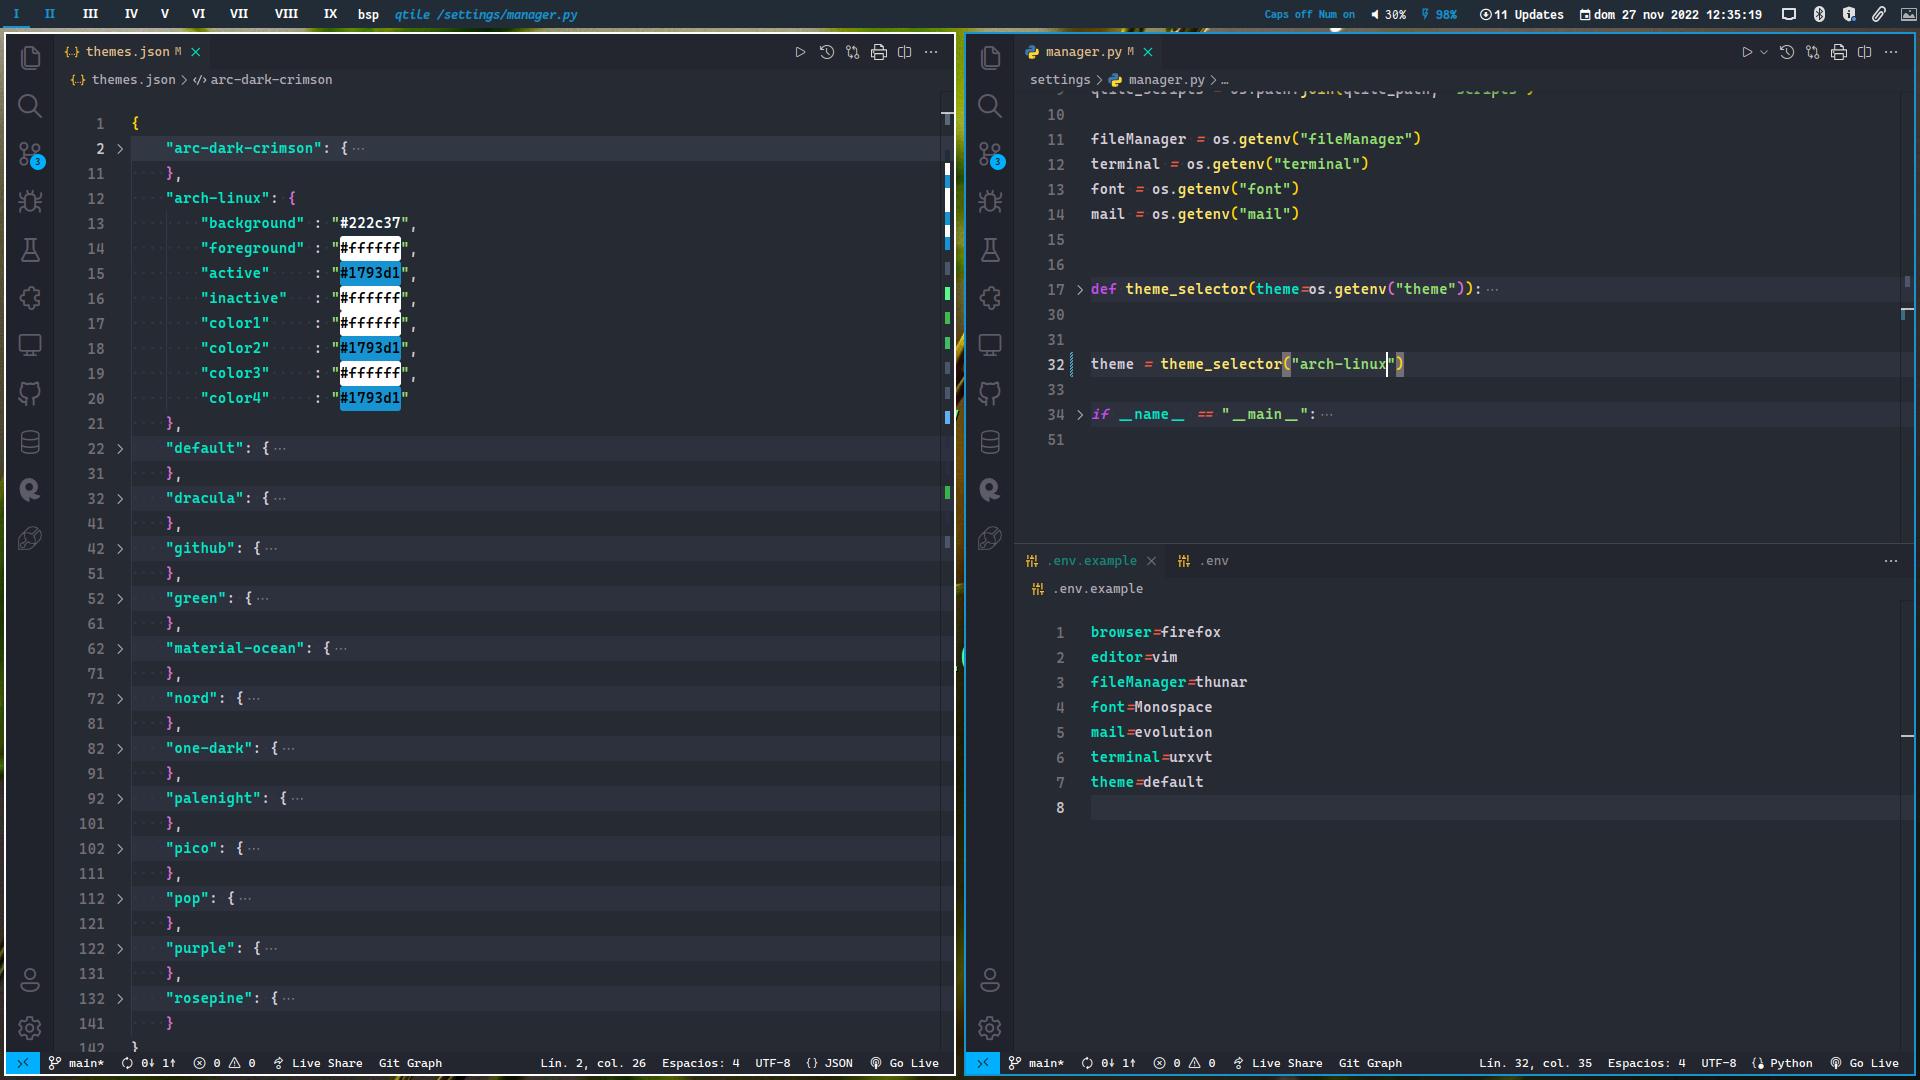 I II III IV V VI VII VIII IX bsp qtile /settings/manager.py Caps off Num on 30% 98% 11 Updates dom 27 nov 2022 12:35:19
{..} themes.json M
{..} themes.json > arc-dark-crimson
1 {
2 "arc-dark-crimson": { ···
11 },
12 "arch-linux": {
13 "background" : "#222c37",
14 "foreground" : "#ffffff",
15 "active" : "#1793d1",
16 "inactive" : "#ffffff",
17 "color1" : "#ffffff",
18 "color2" : "#1793d1",
19 "color3" : "#ffffff",
20 "color4" : "#1793d1"
21 },
22 "default": { ···
31 },
32 "dracula": { ···
41 },
42 "github": { ···
51 },
52 "green": { ···
61 },
62 "material-ocean": { ···
71 },
72 "nord": { ···
81 },
82 "one-dark": { ···
91 },
92 "palenight": { ···
101 },
102 "pico": { ···
111 },
112 "pop": { ···
121 },
122 "purple": { ···
131 },
132 "rosepine": { ···
141 }
142 }
main* 0↓ 1↑ 0 0 Live Share Git Graph Lín. 2, col. 26 Espacios: 4 UTF-8 {} JSON Go Live
3
manager.py M
settings > manager.py > ...
9 qtile_scripts = os.path.join(qtile_path, "scripts")
10
11 fileManager = os.getenv("fileManager")
12 terminal = os.getenv("terminal")
13 font = os.getenv("font")
14 mail = os.getenv("mail")
15
16
17 def theme_selector(theme=os.getenv("theme")): ···
30
31
32 theme = theme_selector("arch-linux")
33
34 if __name__ == "__main__": ···
51
.env.example .env
.env.example
1 browser=firefox
2 editor=vim
3 fileManager=thunar
4 font=Monospace
5 mail=evolution
6 terminal=urxvt
7 theme=default
8
3
main* 0↓ 1↑ 0 0 Live Share Git Graph Lín. 32, col. 35 Espacios: 4 UTF-8 Python Go Live